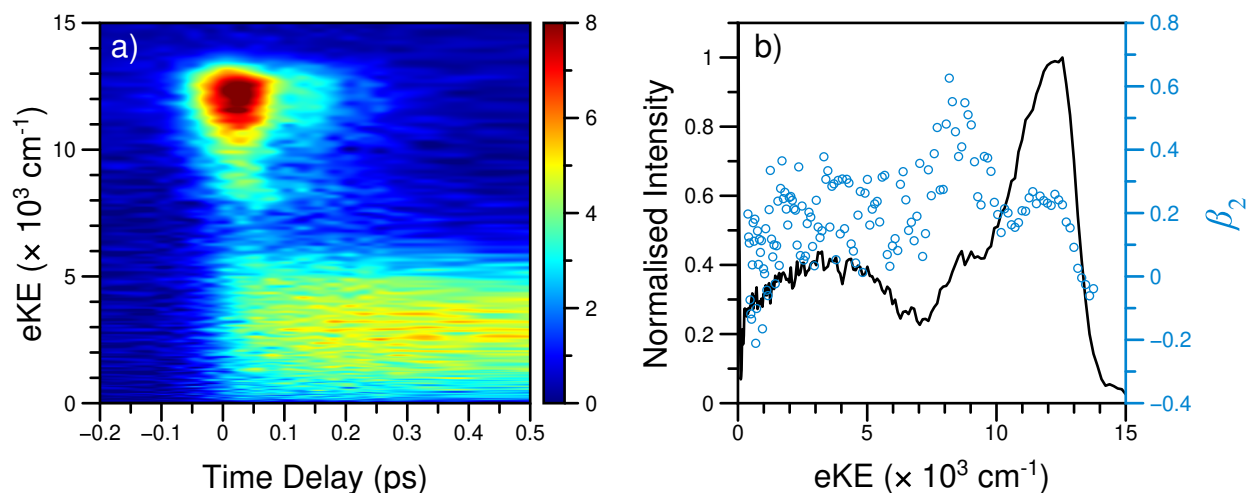 a)
15
10
5
0
eKE (× 10³ cm⁻¹)
−0.2 −0.1 0 0.1 0.2 0.3 0.4 0.5
Time Delay (ps)
8
6
4
2
0
b)
1
0.8
0.6
0.4
0.2
0
Normalised Intensity
0 5 10 15
eKE (× 10³ cm⁻¹)
0.8
0.6
0.4
0.2
0
−0.2
−0.4
β₂